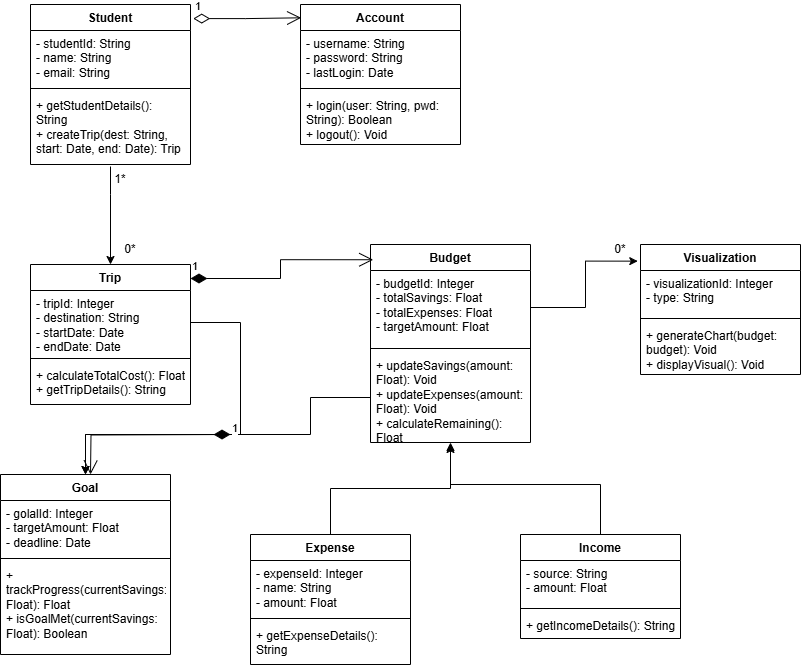 Student
- studentId: String
- name: String
- email: String
+ getStudentDetails():
String
+ createTrip(dest: String,
start: Date, end: Date): Trip
1
Account
- username: String
- password: String
- lastLogin: Date
+ login(user: String, pwd:
String): Boolean
+ logout(): Void
1*
0*
Trip
- tripId: Integer
- destination: String
- startDate: Date
- endDate: Date
+ calculateTotalCost(): Float
+ getTripDetails(): String
1
Budget
- budgetId: Integer
- totalSavings: Float
- totalExpenses: Float
- targetAmount: Float
+ updateSavings(amount:
Float): Void
+ updateExpenses(amount:
Float): Void
+ calculateRemaining():
Float
0*
Visualization
- visualizationId: Integer
- type: String
+ generateChart(budget:
budget): Void
+ displayVisual(): Void
1
Goal
- golalId: Integer
- targetAmount: Float
- deadline: Date
+
trackProgress(currentSavings:
Float): Float
+ isGoalMet(currentSavings:
Float): Boolean
Expense
- expenseId: Integer
- name: String
- amount: Float
+ getExpenseDetails():
String
Income
- source: String
- amount: Float
+ getIncomeDetails(): String